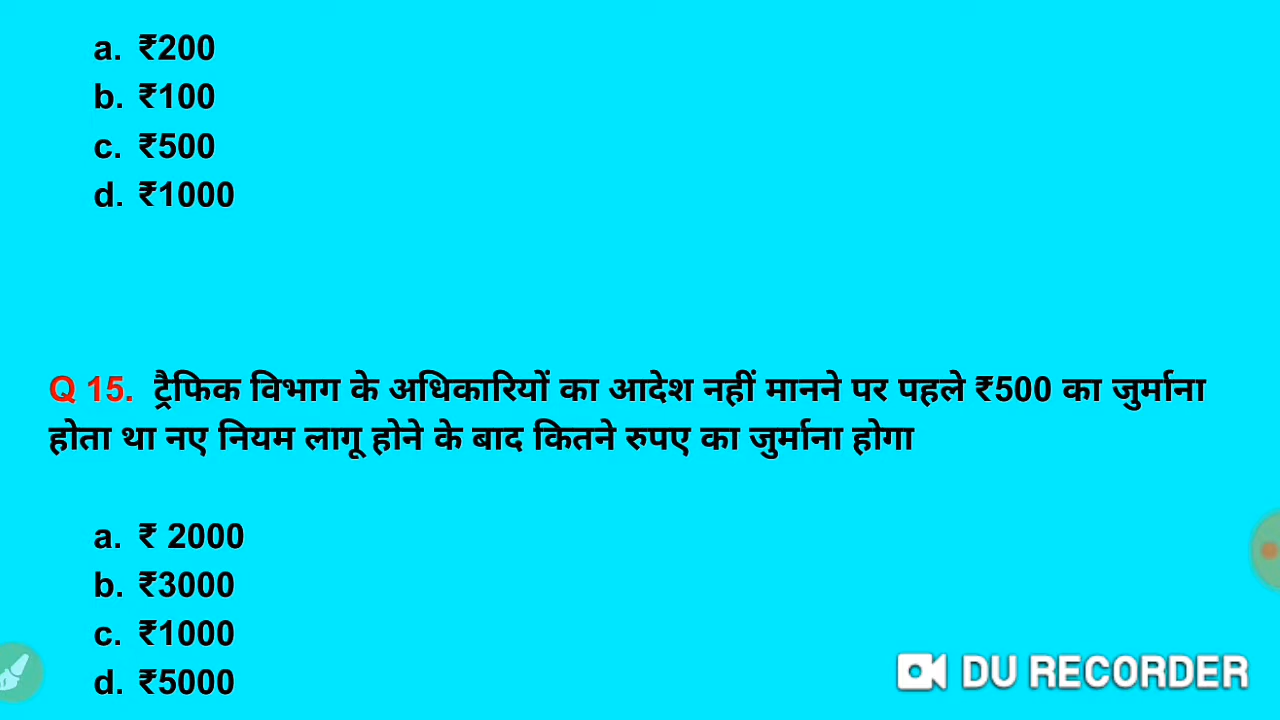 a. ₹200
b. ₹100
c. ₹500
d. ₹1000
Q 15. ट्रैफिक विभाग के अधिकारियों का आदेश नहीं मानने पर पहले ₹500 का जुर्माना
होता था नए नियम लागू होने के बाद कितने रुपए का जुर्माना होगा
a. ₹ 2000
b. ₹3000
c. ₹1000
d. ₹5000
DU RECORDER